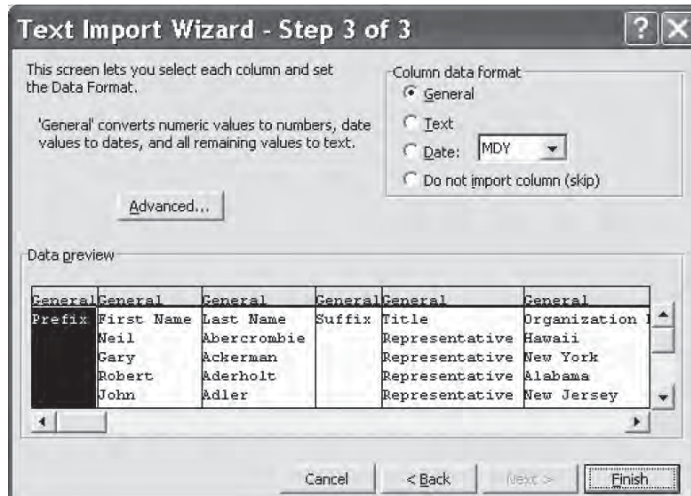 Text Import Wizard - Step 3 of 3
This screen lets you select each column and set
the Data Format.
'General' converts numeric values to numbers, date
values to dates, and all remaining values to text.
Advanced...
Column data format
General
Text
Date: MDY
Do not import column (skip)
Data preview
General General General General General General
Prefix First Name Last Name Suffix Title Organization
Neil Abercrombie Representative Hawaii
Gary Ackerman Representative New York
Robert Aderholt Representative Alabama
John Adler Representative New Jersey
Cancel < Back Next > Finish